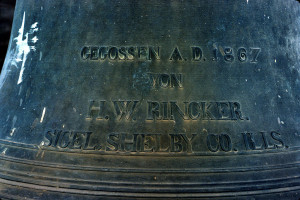 GEGOSSEN A.D. 1867
VON
H.W. RINCKER.
SIGEL SHELBY CO. ILLS.